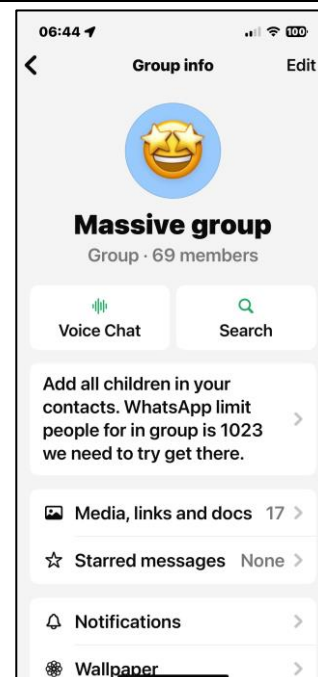 06:44
100
Group info
Edit
Massive group
Group · 69 members
Voice Chat
Search
Add all children in your
contacts. WhatsApp limit
people for in group is 1023
we need to try get there.
Media, links and docs 17
Starred messages None
Notifications
Wallpaper